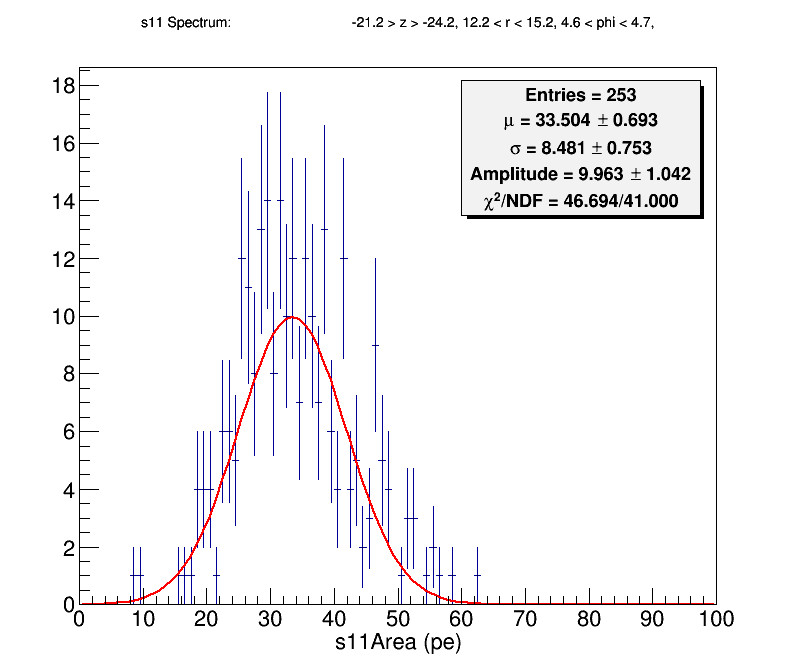 s11 Spectrum: -21.2 > z > -24.2, 12.2 < r < 15.2, 4.6 < phi < 4.7,
Entries = 253
μ = 33.504 ± 0.693
σ = 8.481 ± 0.753
Amplitude = 9.963 ± 1.042
χ²/NDF = 46.694/41.000
18
16
14
12
10
8
6
4
2
0
0 10 20 30 40 50 60 70 80 90 100
s11Area (pe)